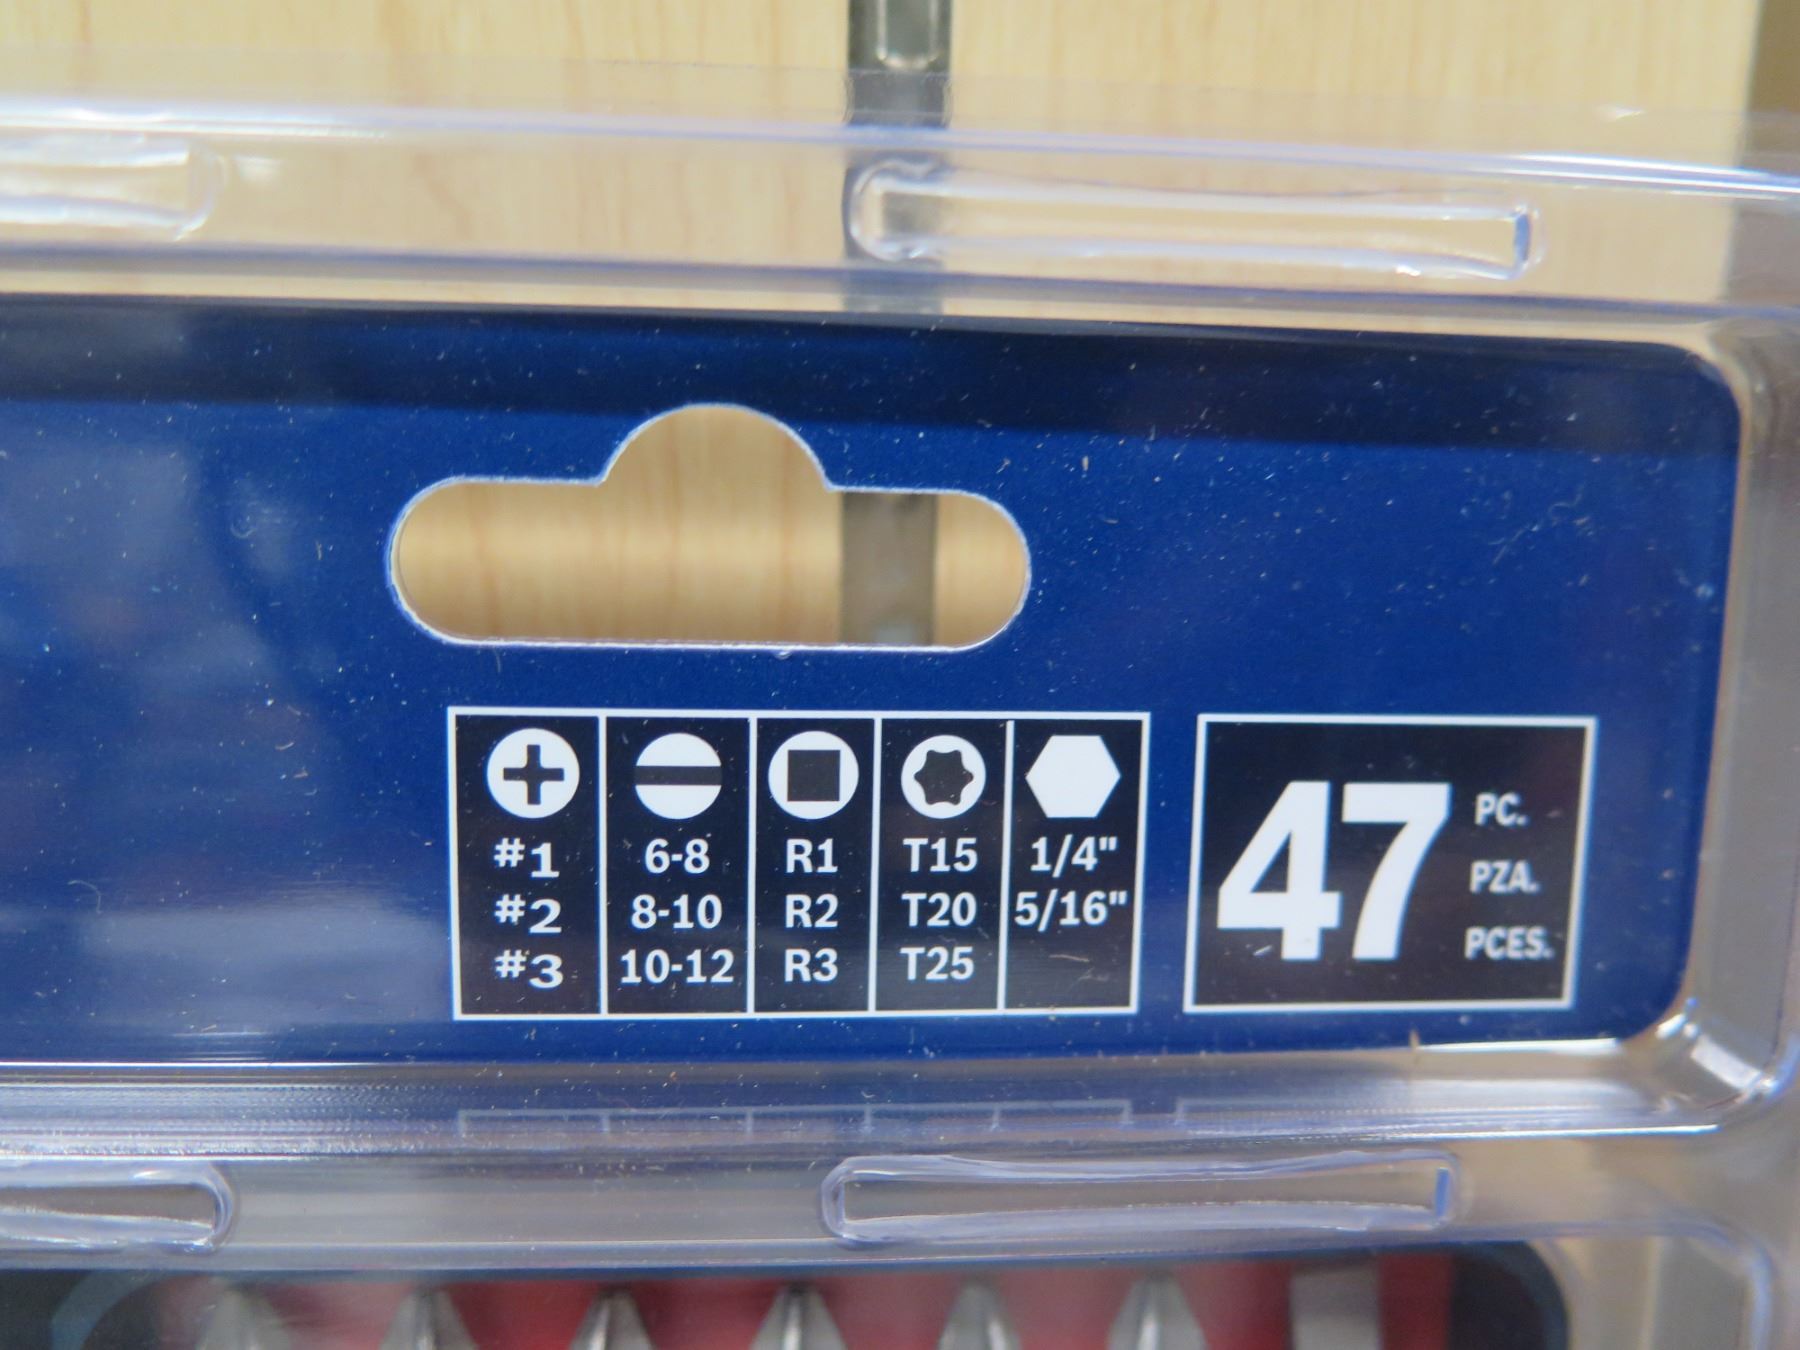 #1 6-8 R1 T15 1/4"
#2 8-10 R2 T20 5/16"
#3 10-12 R3 T25
47 PC.
PZA.
PCES.